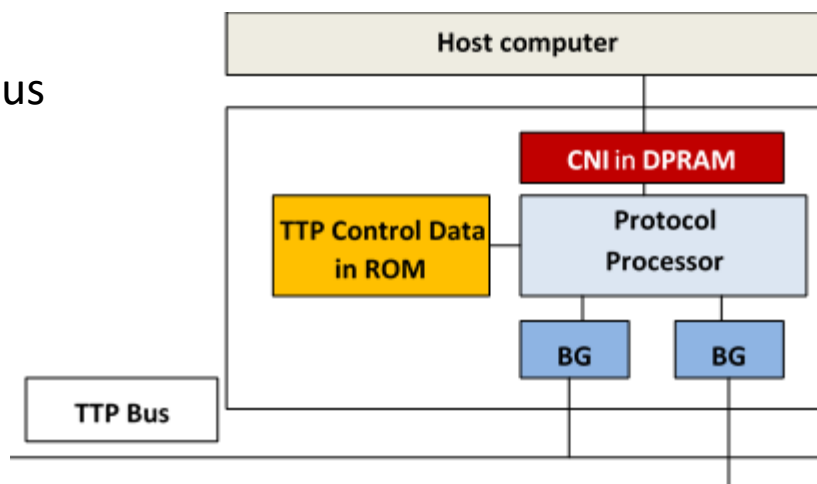 Host computer
us
CNI in DPRAM
TTP Control Data
in ROM
Protocol
Processor
BG
BG
TTP Bus